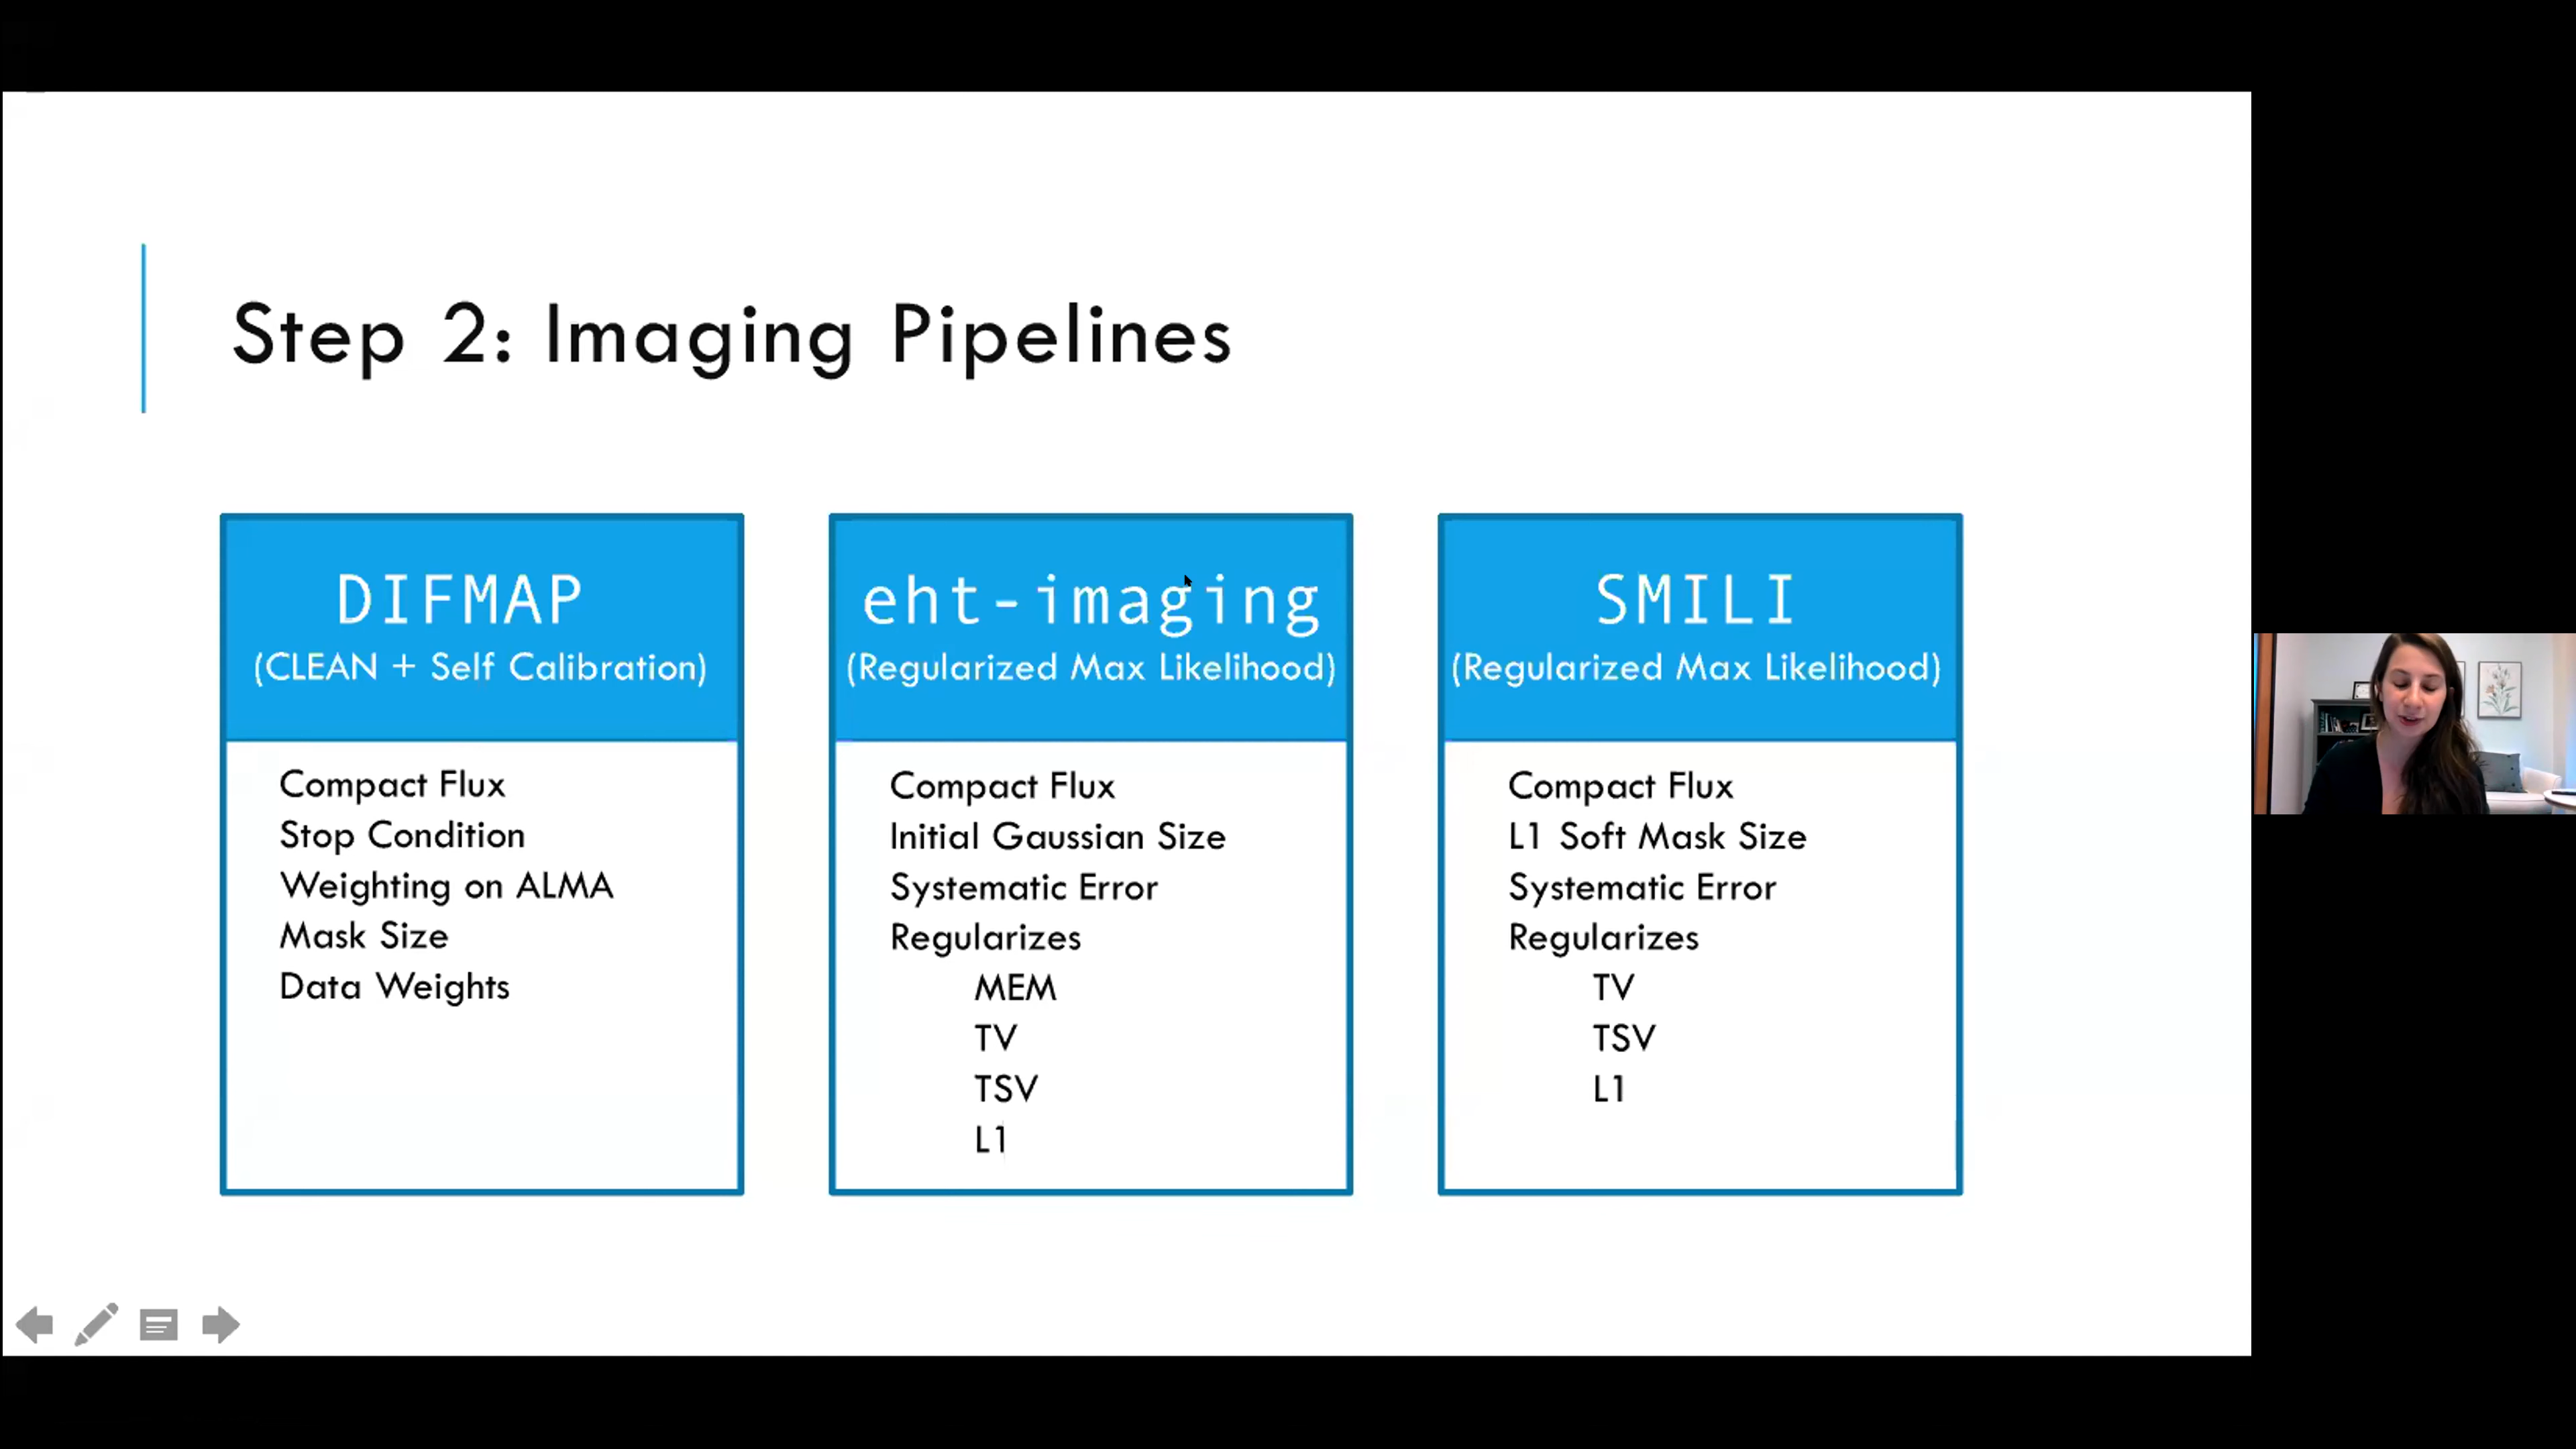 Step 2: Imaging Pipelines
DIFMAP
(CLEAN + Self Calibration)
Compact Flux
Stop Condition
Weighting on ALMA
Mask Size
Data Weights
eht-imaging
(Regularized Max Likelihood)
Compact Flux
Initial Gaussian Size
Systematic Error
Regularizes
MEM
TV
TSV
L1
SMILI
(Regularized Max Likelihood)
Compact Flux
L1 Soft Mask Size
Systematic Error
Regularizes
TV
TSV
L1